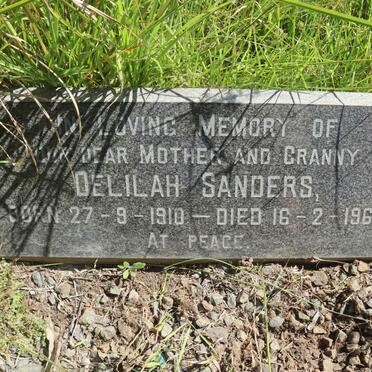 IN LOVING MEMORY OF
OUR DEAR MOTHER AND GRANNY
DELILAH SANDERS,
BORN 27-9-1910 — DIED 16-2-196
AT PEACE.